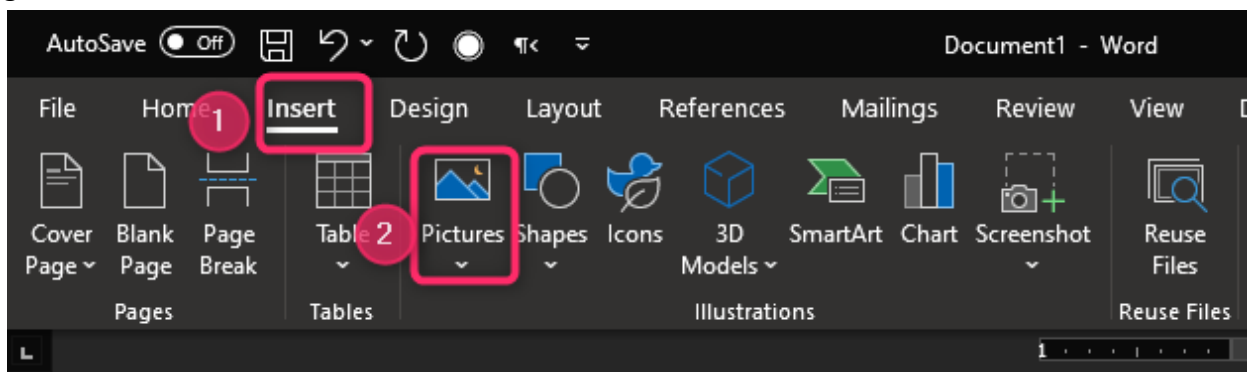 AutoSave Off Document1 - Word
File Home Insert Design Layout References Mailings Review View
1
Cover Blank Page Table 2 Pictures Shapes Icons 3D SmartArt Chart Screenshot Reuse
Page Page Break Models Files
Pages Tables Illustrations Reuse Files
1